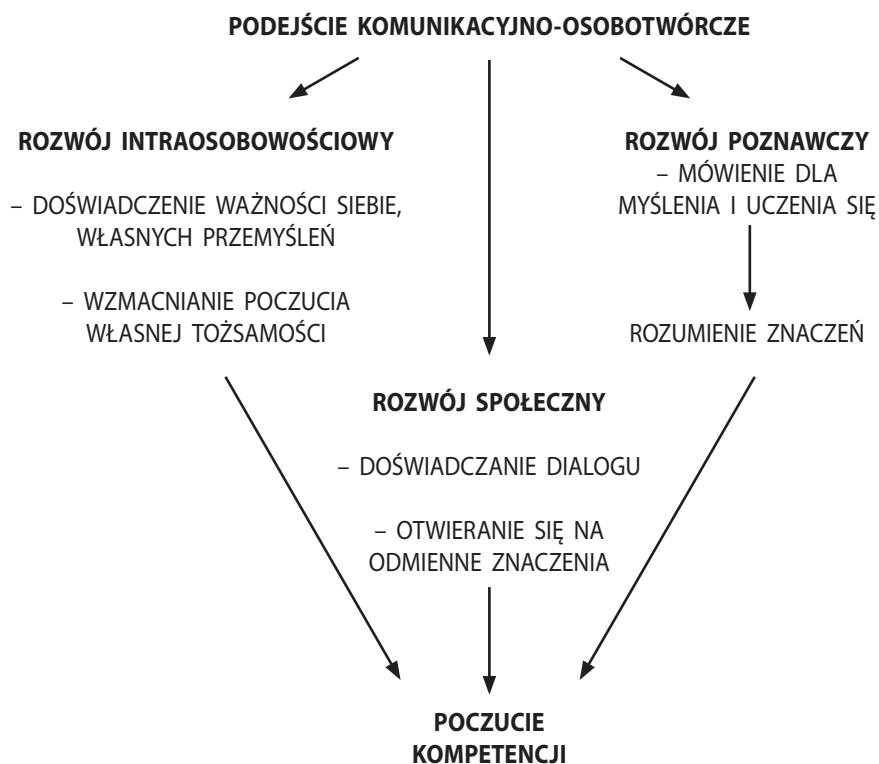 PODEJŚCIE KOMUNIKACYJNO-OSOBOTWÓRCZE
ROZWÓJ INTRAOSOBOWOŚCIOWY
– DOŚWIADCZENIE WAŻNOŚCI SIEBIE,
WŁASNYCH PRZEMYŚLEŃ
– WZMACNIANIE POCZUCIA
WŁASNEJ TOŻSAMOŚCI
ROZWÓJ POZNAWCZY
– MÓWIENIE DLA
MYŚLENIA I UCZENIA SIĘ
ROZUMIENIE ZNACZEŃ
ROZWÓJ SPOŁECZNY
– DOŚWIADCZANIE DIALOGU
– OTWIERANIE SIĘ NA
ODMIENNE ZNACZENIA
POCZUCIE
KOMPETENCJI